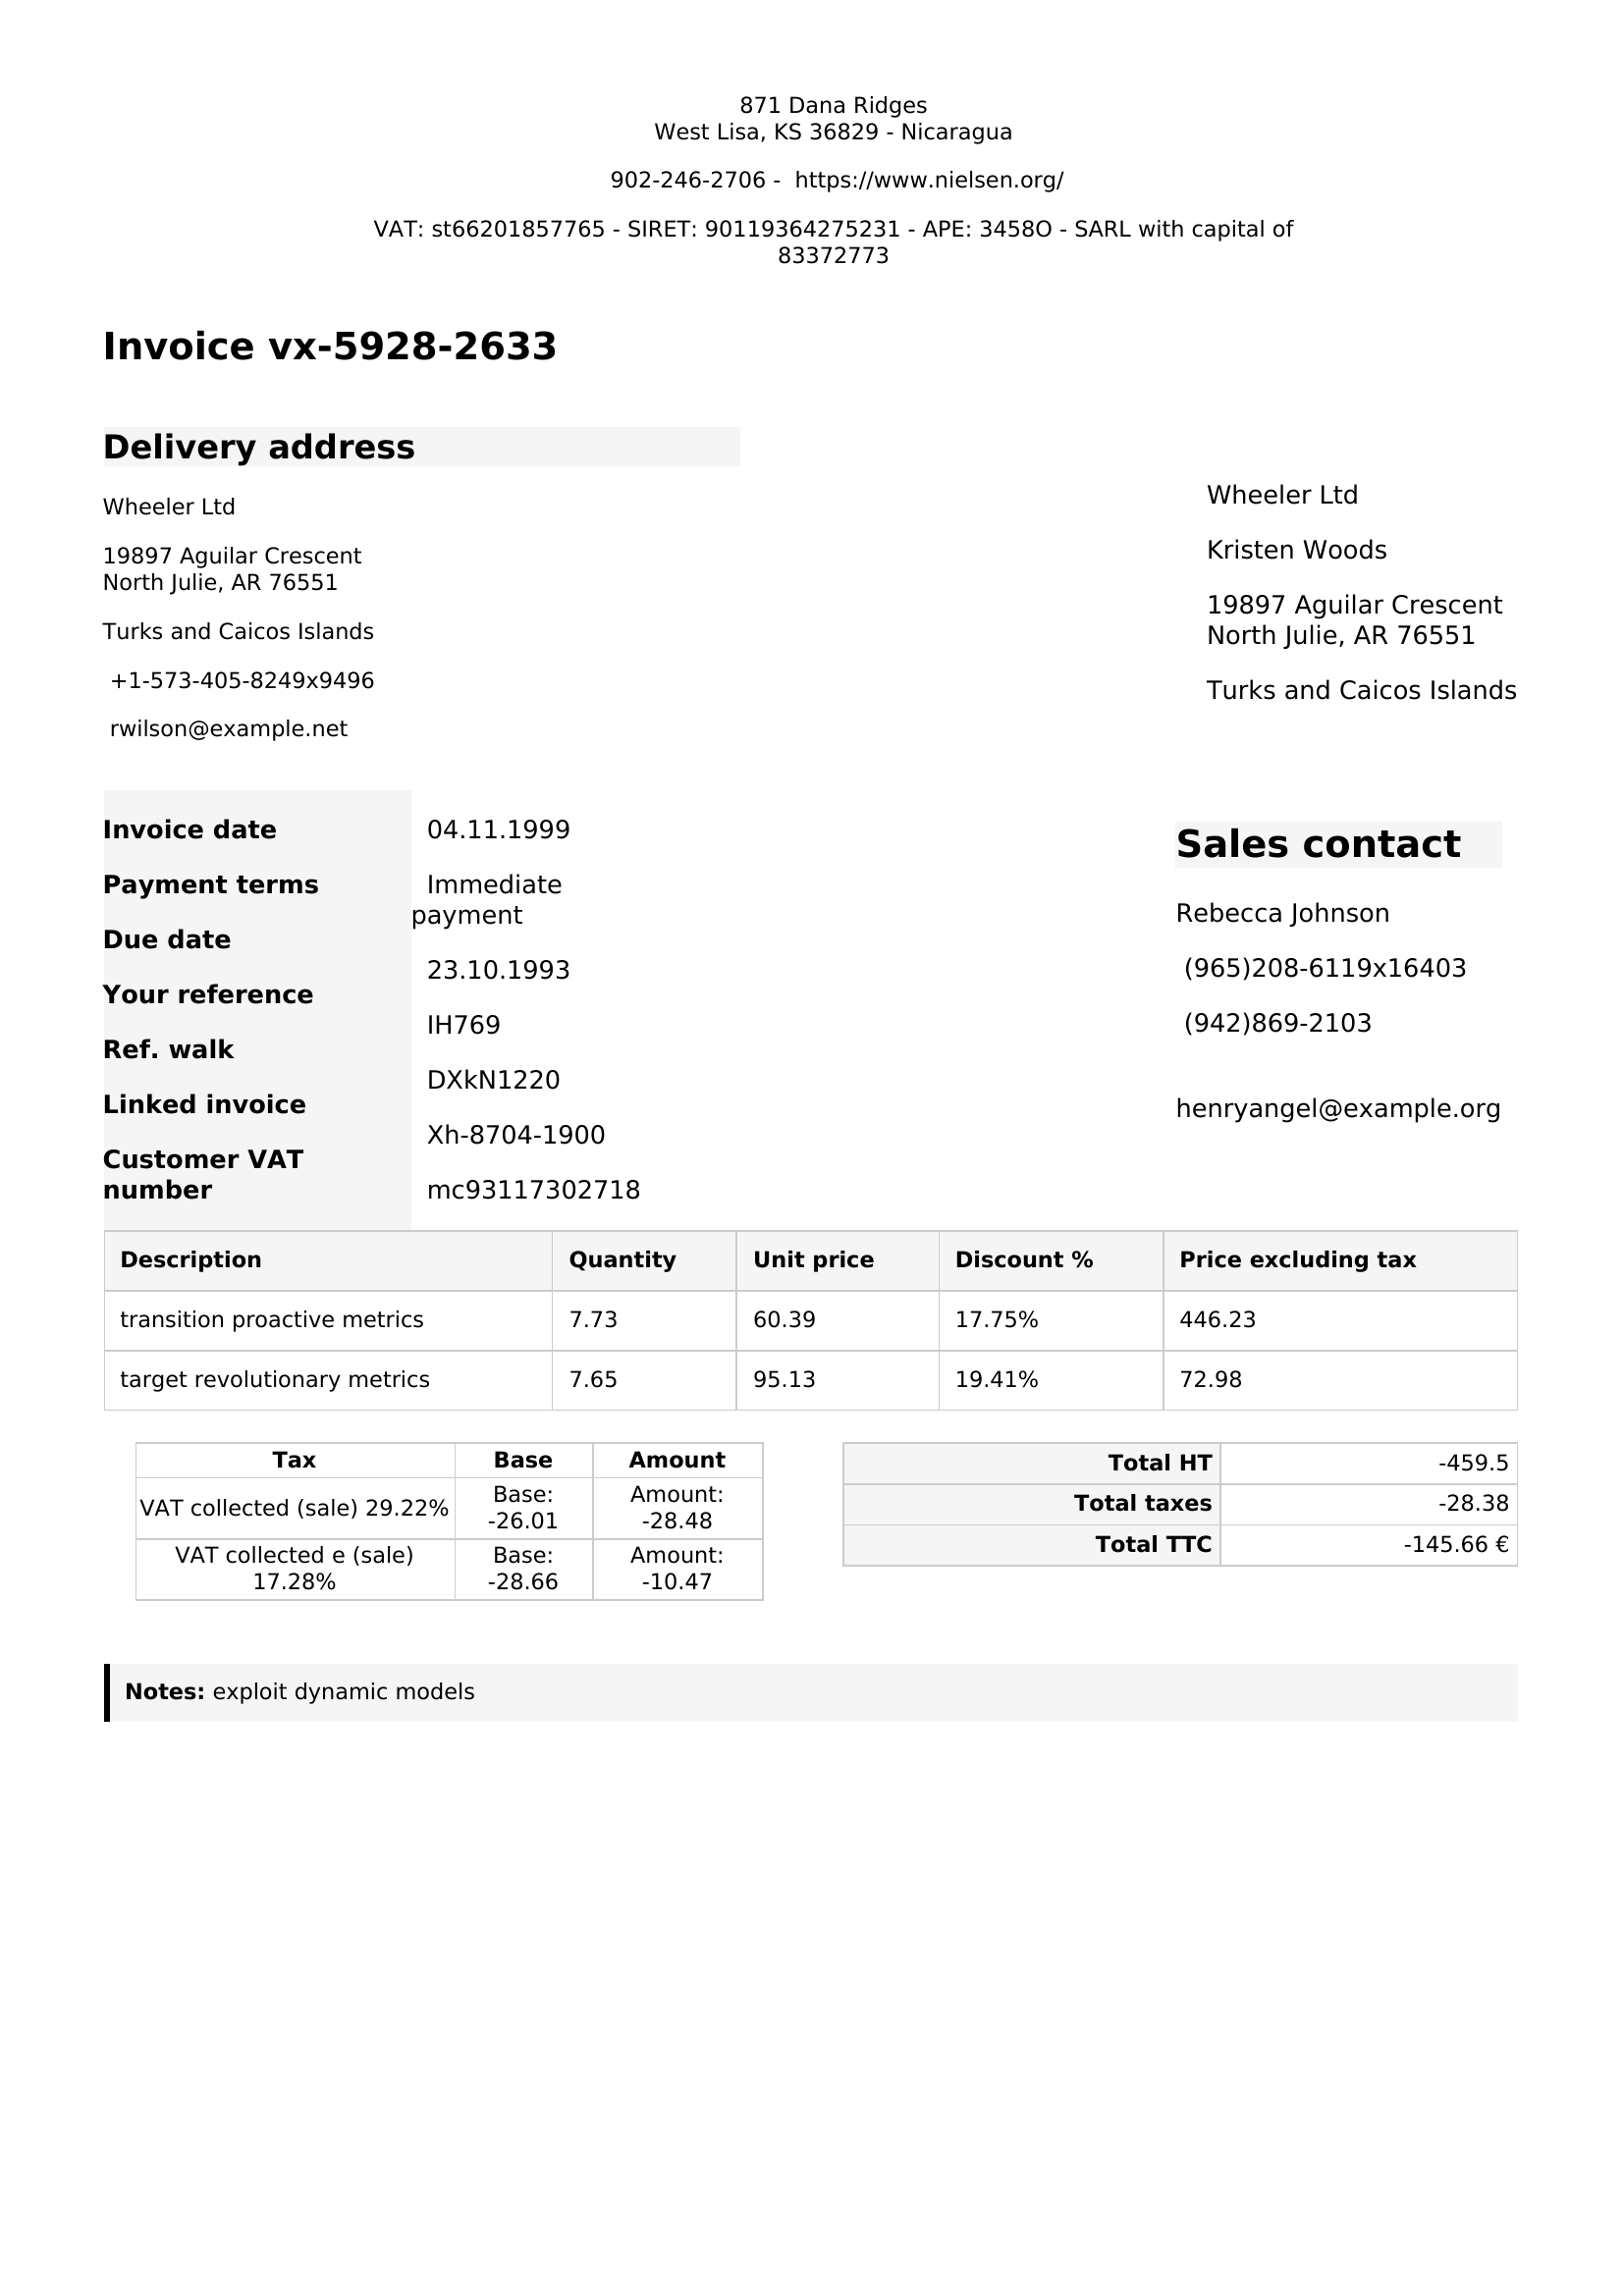 871 Dana Ridges
West Lisa, KS 36829 - Nicaragua
902-246-2706 -  https://www.nielsen.org/
VAT: st66201857765 - SIRET: 90119364275231 - APE: 3458O - SARL with capital of
83372773
Invoice vx-5928-2633
Delivery address
Wheeler Ltd
19897 Aguilar Crescent
North Julie, AR 76551
Turks and Caicos Islands
+1-573-405-8249x9496
rwilson@example.net
Wheeler Ltd
Kristen Woods
19897 Aguilar Crescent
North Julie, AR 76551
Turks and Caicos Islands
Invoice date 04.11.1999
Payment terms Immediate
payment
Due date 23.10.1993
Your reference IH769
Ref. walk DXkN1220
Linked invoice Xh-8704-1900
Customer VAT
number mc93117302718
Sales contact
Rebecca Johnson
(965)208-6119x16403
(942)869-2103
henryangel@example.org
Description Quantity Unit price Discount % Price excluding tax
transition proactive metrics 7.73 60.39 17.75% 446.23
target revolutionary metrics 7.65 95.13 19.41% 72.98
Tax Base Amount
VAT collected (sale) 29.22% Base: -26.01 Amount: -28.48
VAT collected e (sale) 17.28% Base: -28.66 Amount: -10.47
Total HT -459.5
Total taxes -28.38
Total TTC -145.66 €
Notes: exploit dynamic models